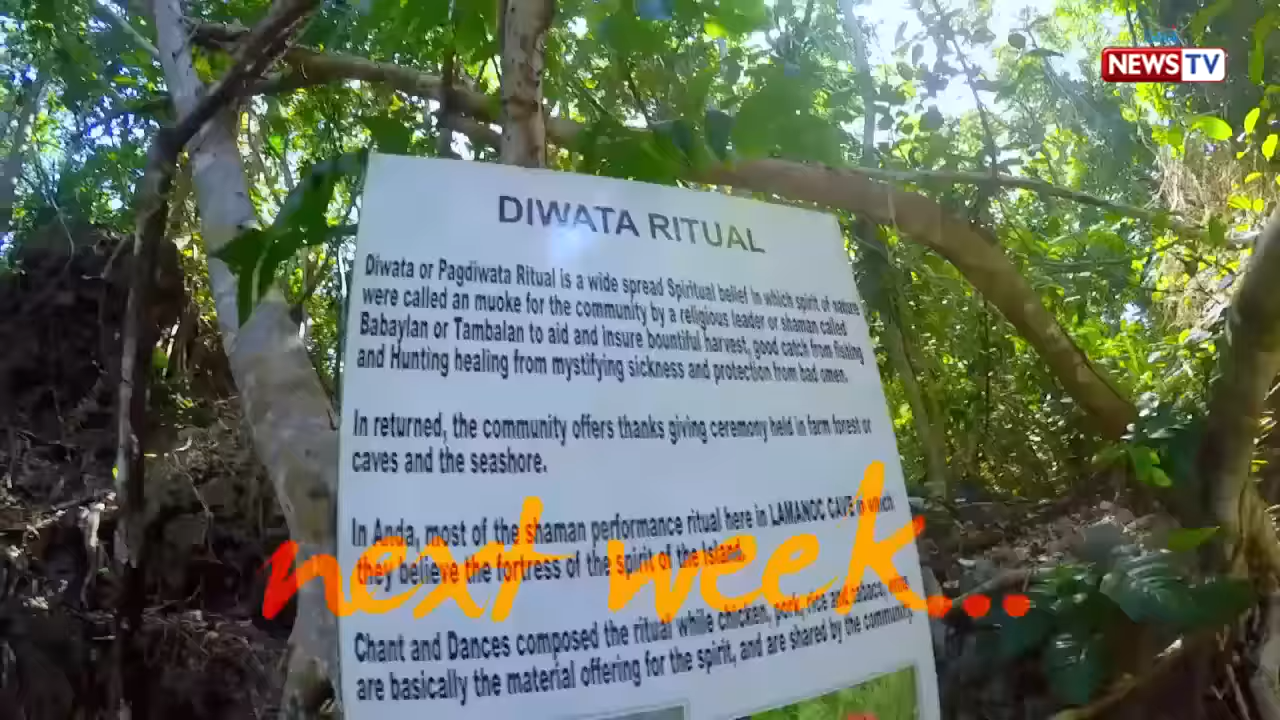 NEWSTV
DIWATA RITUAL
Diwata or Pagdiwata Ritual is a wide spread Spiritual belief in which spirit of nature
were called an muoke for the community by a religious leader or shaman called
Babaylan or Tambalan to aid and insure bountiful harvest, good catch from fishing
and Hunting healing from mystifying sickness and protection from bad omen.
In returned, the community offers thanks giving ceremony held in farm forest or
caves and the seashore.
In Anda, most of the shaman performance ritual here in LAMANOC CAVE in which
they believe the fortress of the spirit of the Island.
next week...
Chant and Dances composed the ritual while chicken, pork, rice and tabaco
are basically the material offering for the spirit, and are shared by the community